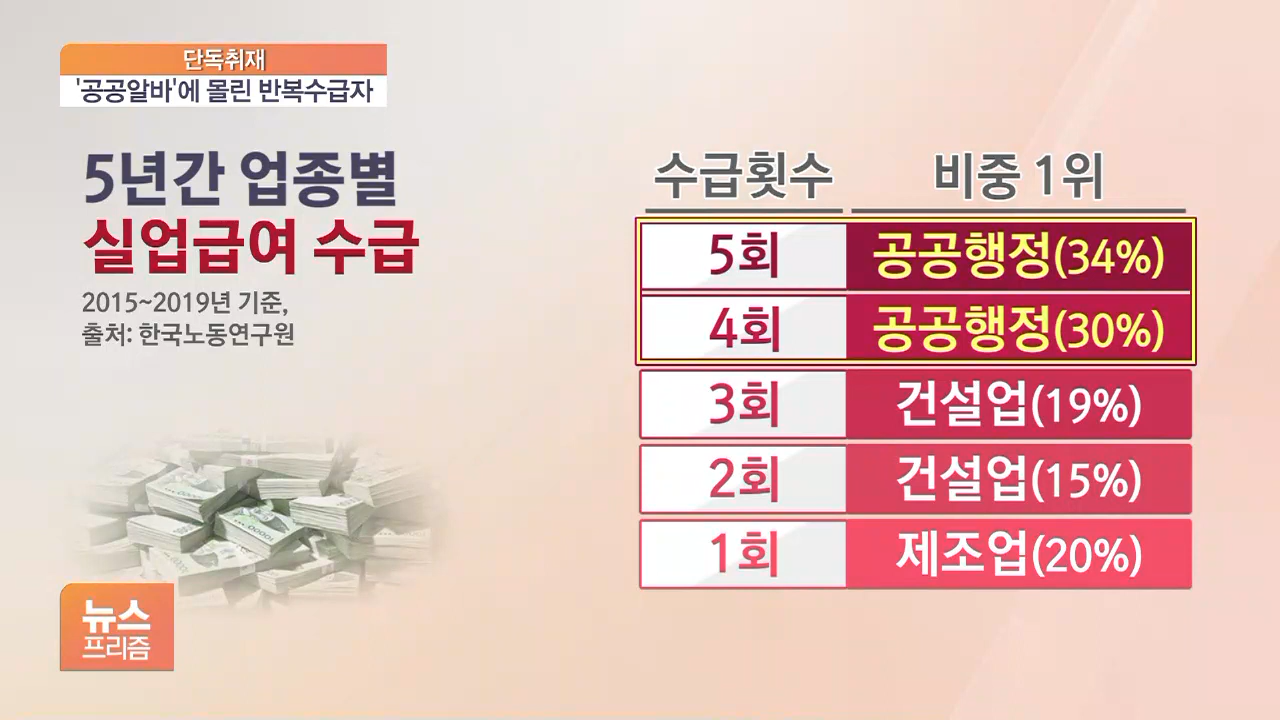 단독취재
'공공알바'에 몰린 반복수급자
5년간 업종별
실업급여 수급
2015~2019년 기준,
출처: 한국노동연구원
수급횟수 비중 1위
5회 공공행정(34%)
4회 공공행정(30%)
3회 건설업(19%)
2회 건설업(15%)
1회 제조업(20%)
뉴스
프리즘